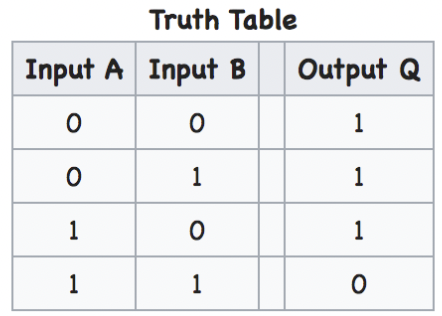 Truth Table
Input A Input B Output Q
0 0 1
0 1 1
1 0 1
1 1 0